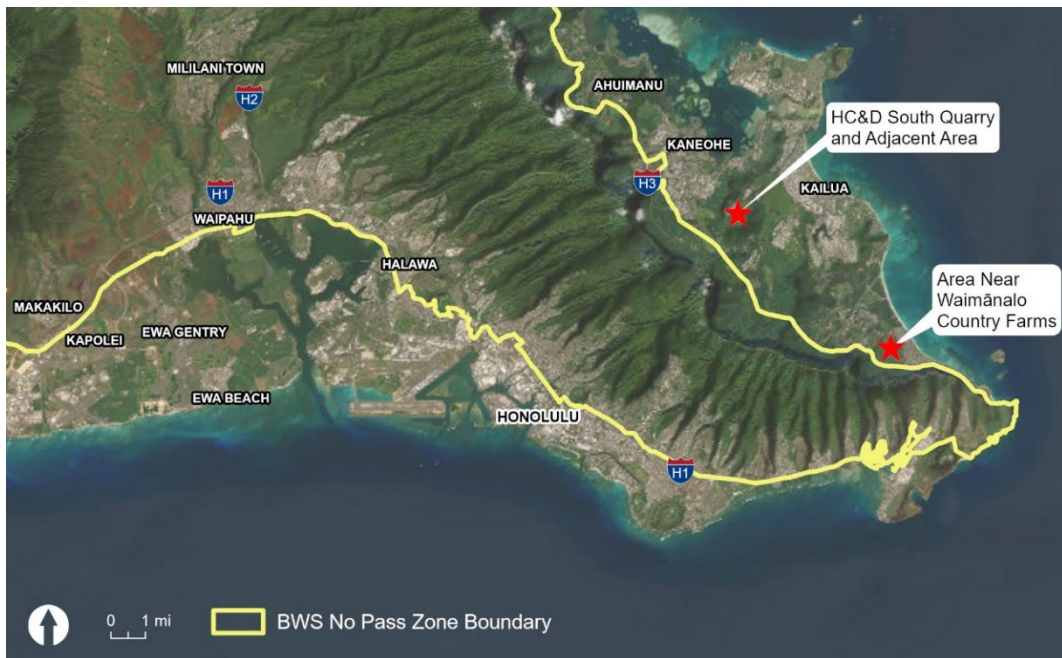 MILILANI TOWN
H2
AHUIMANU
HC&D South Quarry
and Adjacent Area
KANEOHE
H3
KAILUA
H1
WAIPAHU
HALAWA
Area Near
Waimānalo
Country Farms
MAKAKILO
KAPOLEI
EWA GENTRY
EWA BEACH
HONOLULU
H1
0 1 mi
BWS No Pass Zone Boundary